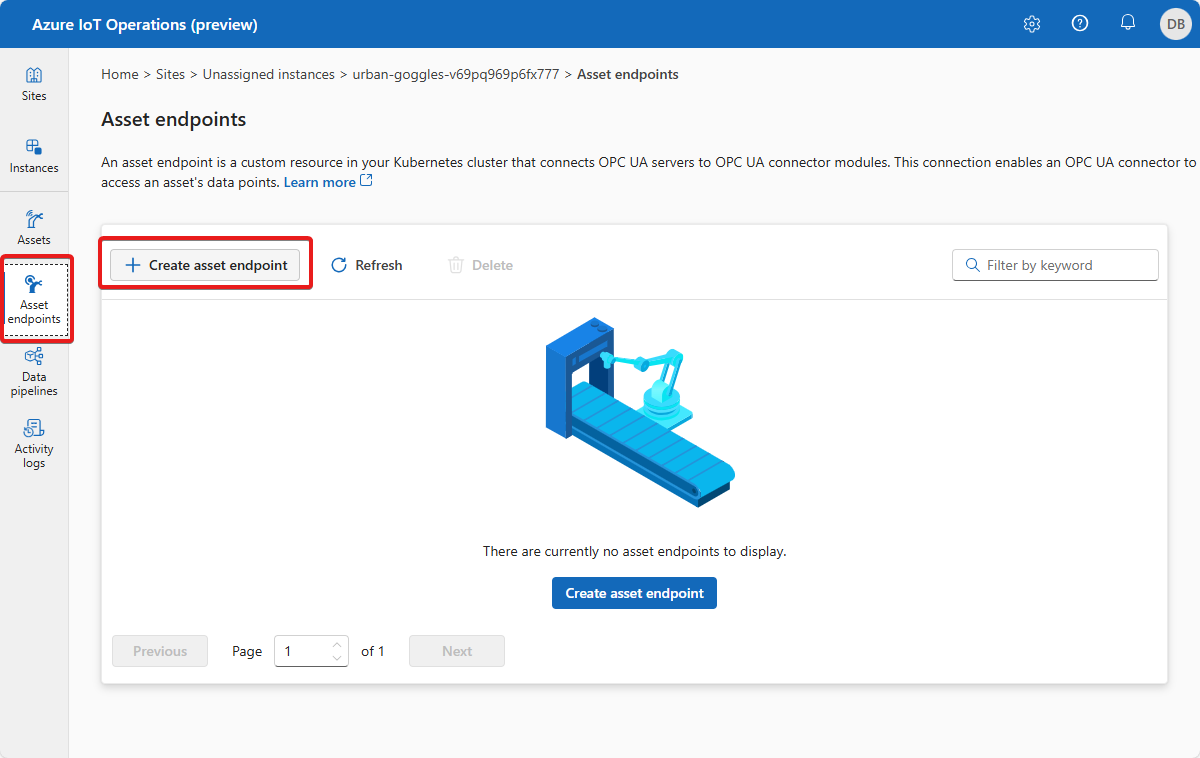 Azure IoT Operations (preview)
DB
Sites
Instances
Assets
Asset
endpoints
Data
pipelines
Activity
logs
Home > Sites > Unassigned instances > urban-goggles-v69pq969p6fx777 > Asset endpoints
Asset endpoints
An asset endpoint is a custom resource in your Kubernetes cluster that connects OPC UA servers to OPC UA connector modules. This connection enables an OPC UA connector to
access an asset's data points. Learn more
Create asset endpoint
Refresh
Delete
Filter by keyword
There are currently no asset endpoints to display.
Create asset endpoint
Previous
Page 1 of 1
Next